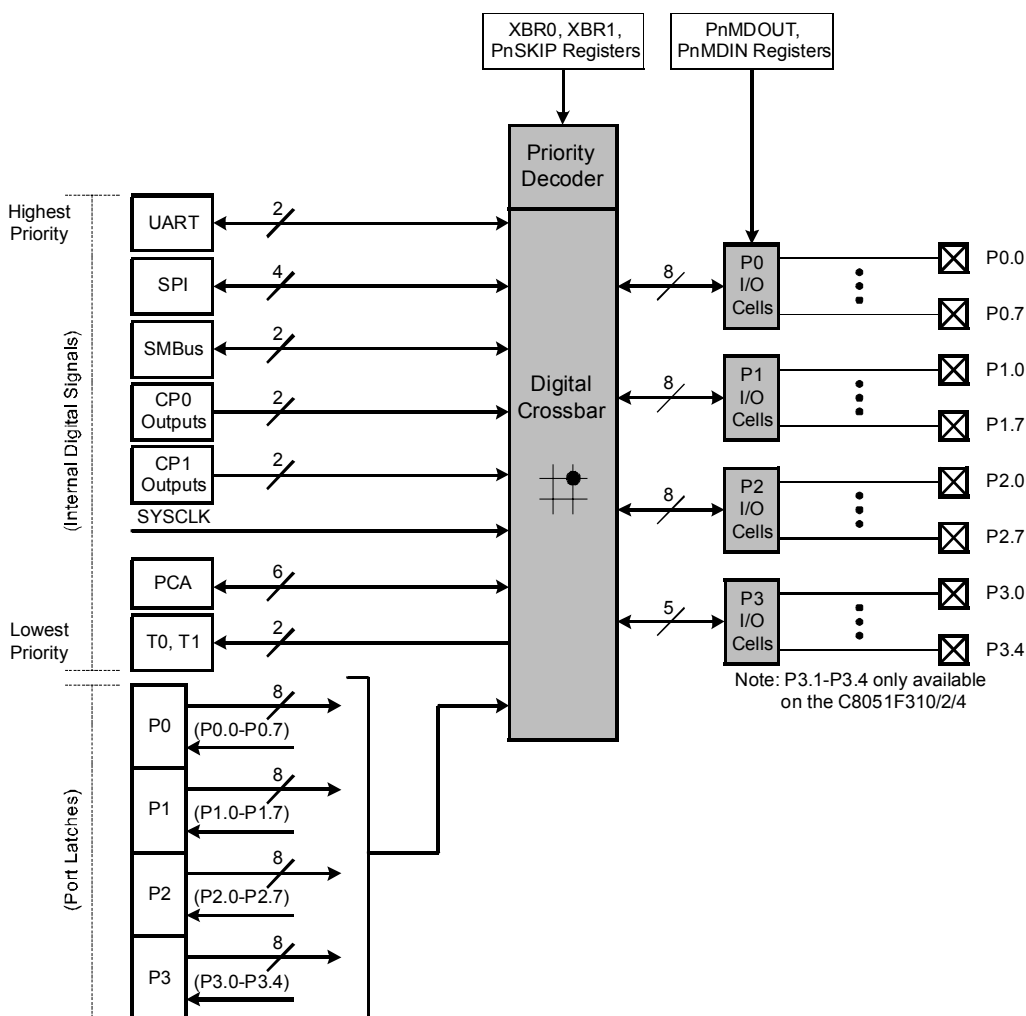 XBR0, XBR1,
PnSKIP Registers
PnMDOUT,
PnMDIN Registers
Priority
Decoder
Highest
Priority
(Internal Digital Signals)
Lowest
Priority
UART
2
SPI
4
SMBus
2
CP0
Outputs
2
CP1
Outputs
2
SYSCLK
PCA
6
T0, T1
2
Digital
Crossbar
8
P0
I/O
Cells
P0.0
P0.7
8
P1
I/O
Cells
P1.0
P1.7
8
P2
I/O
Cells
P2.0
P2.7
5
P3
I/O
Cells
P3.0
P3.4
Note: P3.1-P3.4 only available
on the C8051F310/2/4
(Port Latches)
P0
8
(P0.0-P0.7)
P1
8
(P1.0-P1.7)
P2
8
(P2.0-P2.7)
P3
8
(P3.0-P3.4)